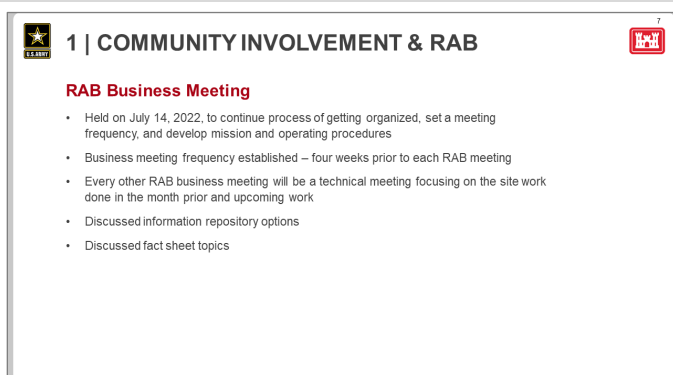 7
1 | COMMUNITY INVOLVEMENT & RAB
U.S. ARMY
RAB Business Meeting
• Held on July 14, 2022, to continue process of getting organized, set a meeting
frequency, and develop mission and operating procedures
• Business meeting frequency established – four weeks prior to each RAB meeting
• Every other RAB business meeting will be a technical meeting focusing on the site work
done in the month prior and upcoming work
• Discussed information repository options
• Discussed fact sheet topics